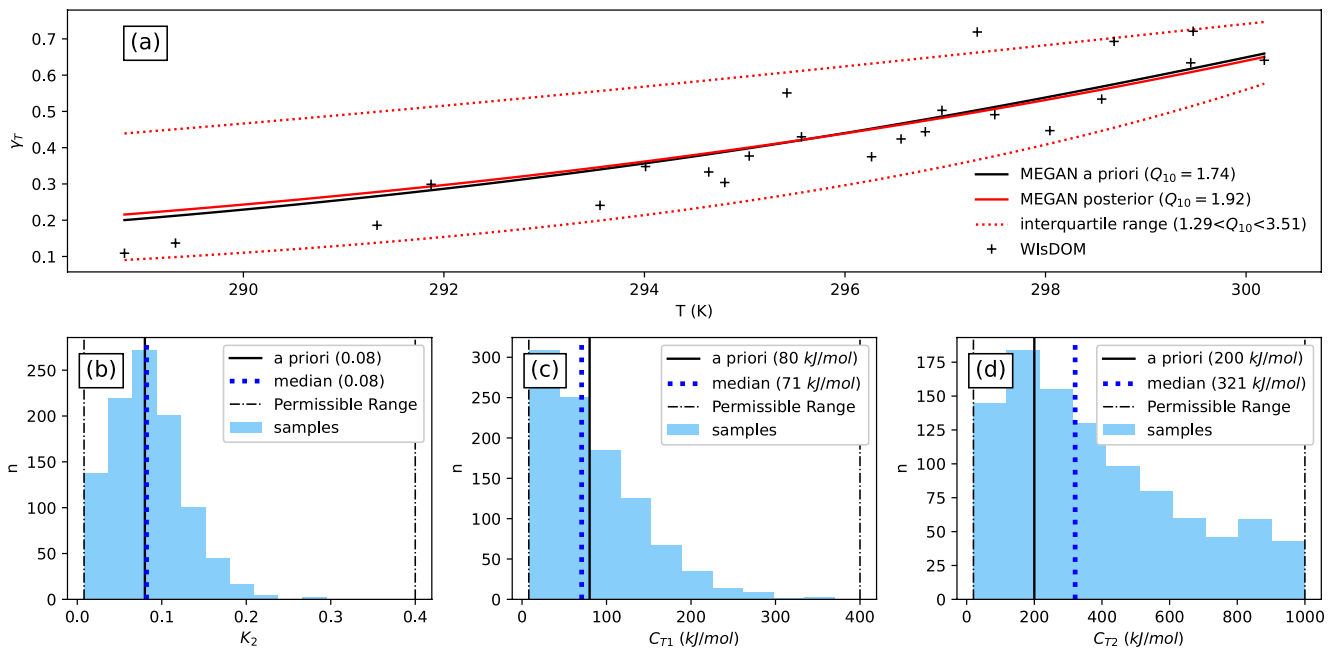 (a)
0.7
0.6
0.5
0.4
0.3
0.2
0.1
γT
290
292
294
296
298
300
T (K)
MEGAN a priori (Q10 = 1.74)
MEGAN posterior (Q10 = 1.92)
interquartile range (1.29<Q10<3.51)
WIsDOM
(b)
250
200
150
100
50
0
n
0.0
0.1
0.2
0.3
0.4
K2
a priori (0.08)
median (0.08)
Permissible Range
samples
(c)
300
250
200
150
100
50
0
n
0
100
200
300
400
CT1 (kJ/mol)
a priori (80 kJ/mol)
median (71 kJ/mol)
Permissible Range
samples
(d)
175
150
125
100
75
50
25
0
n
0
200
400
600
800
1000
CT2 (kJ/mol)
a priori (200 kJ/mol)
median (321 kJ/mol)
Permissible Range
samples